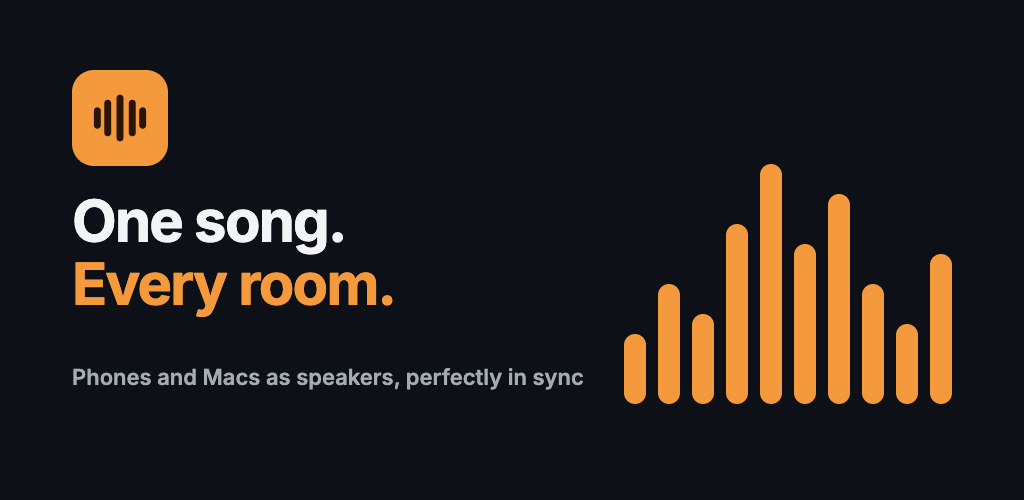 One song.
Every room.
Phones and Macs as speakers, perfectly in sync